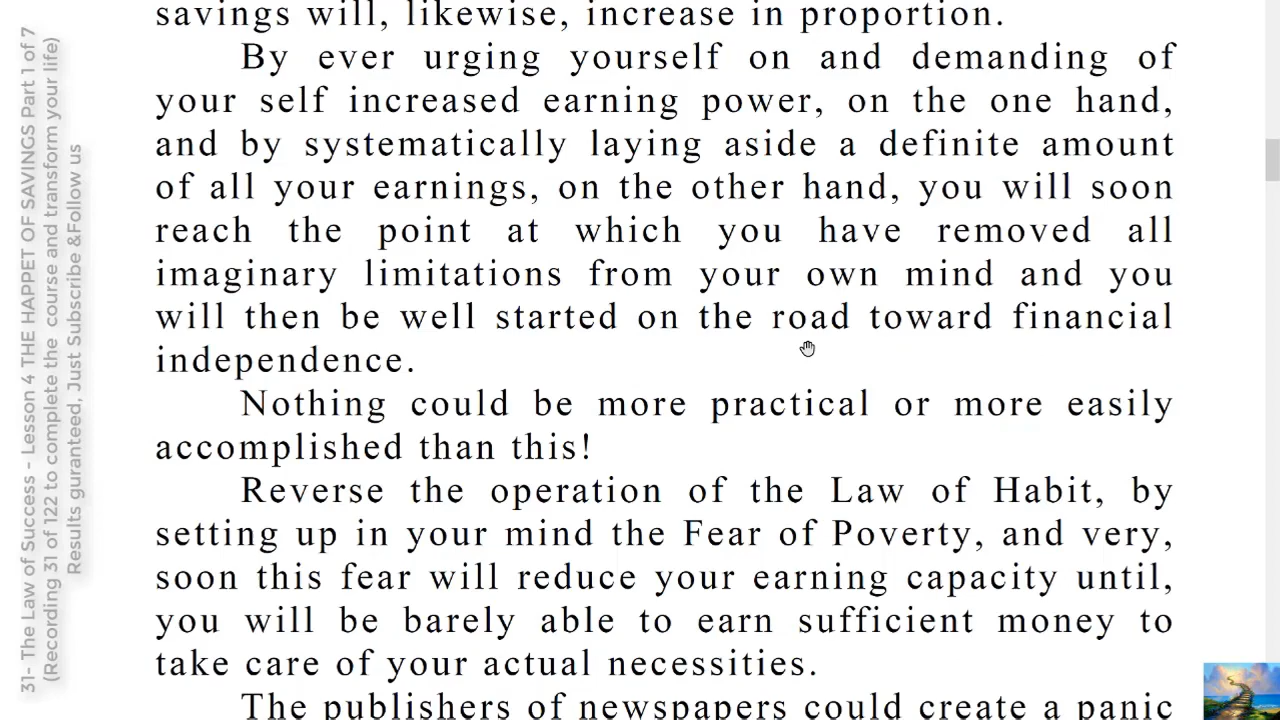 savings will, likewise, increase in proportion.
By ever urging yourself on and demanding of
your self increased earning power, on the one hand,
and by systematically laying aside a definite amount
of all your earnings, on the other hand, you will soon
reach the point at which you have removed all
imaginary limitations from your own mind and you
will then be well started on the road toward financial
independence.
Nothing could be more practical or more easily
accomplished than this!
Reverse the operation of the Law of Habit, by
setting up in your mind the Fear of Poverty, and very,
soon this fear will reduce your earning capacity until,
you will be barely able to earn sufficient money to
take care of your actual necessities.
The publishers of newspapers could create a panic
31- The Law of Success - Lesson 4 THE HAPPET OF SAVINGS Part 1 of 7
(Recording 31 of 122 to complete the course and transform your life)
Results guranteed, Just Subscribe &Follow us